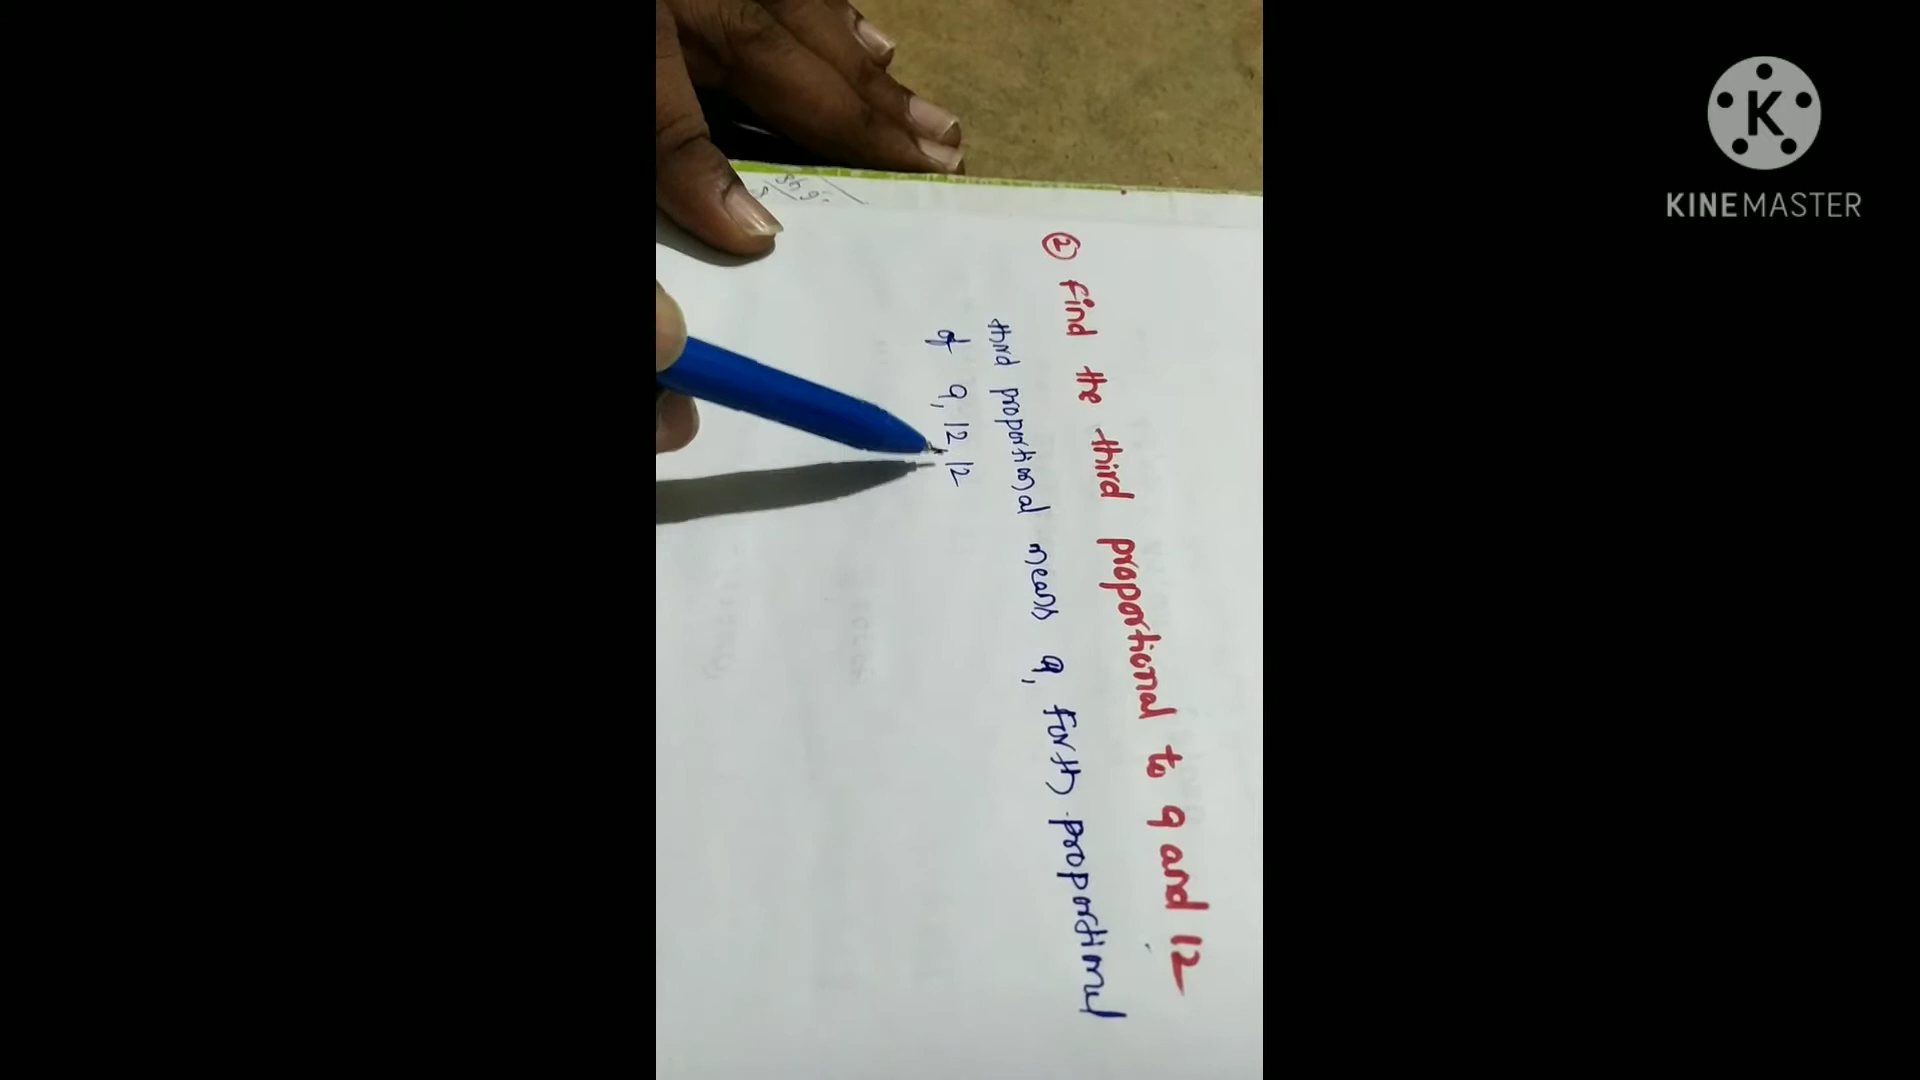 ② Find the third proportional to 9 and 12
third proportional means 9, forth proportional
of 9, 12, 12
K
KINEMASTER